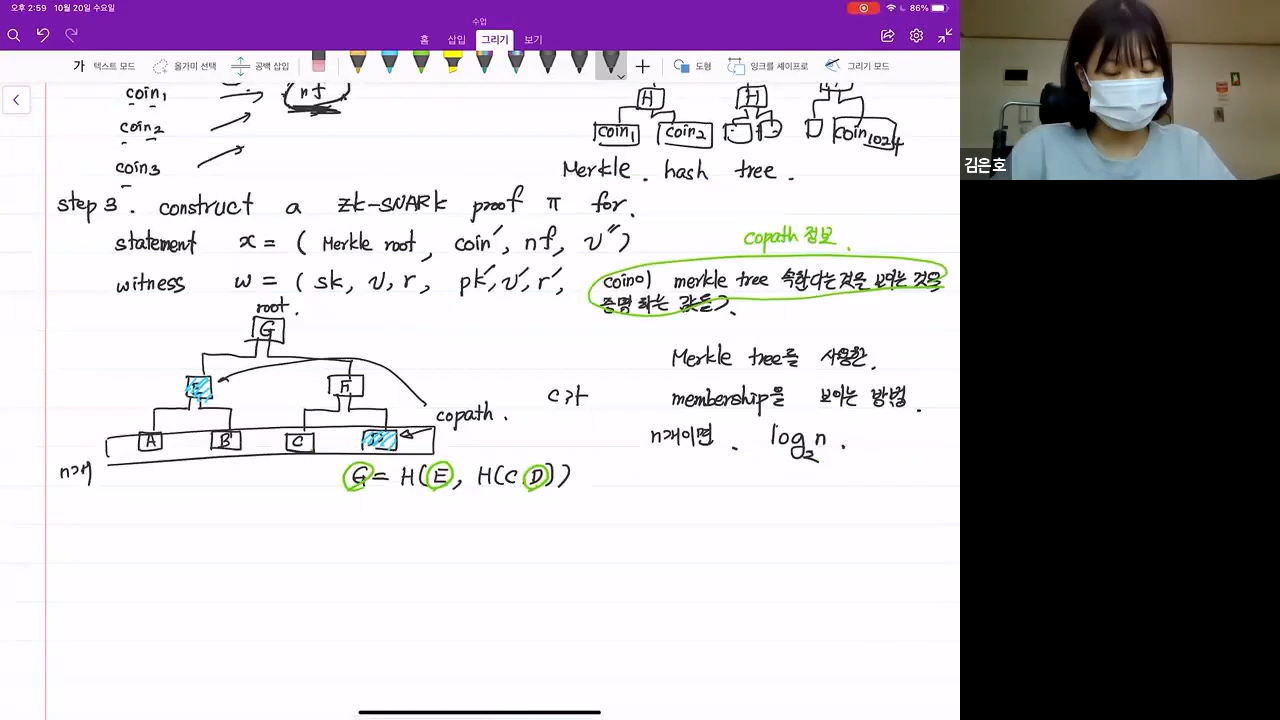 오후 2:59 10월 20일 수요일
86%
수업
홈 삽입 그리기 보기
가 텍스트 모드 올가미 선택 공백 삽입 도형 잉크를 셰이프로 그리기 모드
coin₁ nf
coin₂
coin₃
H H
coin₁ coin₂ coin₁₀₂₄
Merkle . hash tree .
step 3 . construct a zk-SNARK proof π for.
statement x = ( Merkle root , coin′, nf, v″)
copath 정보 .
witness w = ( sk, v, r, pk′, v′, r′,
coin이 merkle tree 속한다는 것을 보이는 것을
증명 하는 값들).
root .
G
F
A B C D
copath .
n개
G = H( E , H(C D))
C가
Merkle tree를 사용한.
membership을 보이는 방법 .
n개이면 . log₂ n .
김은호